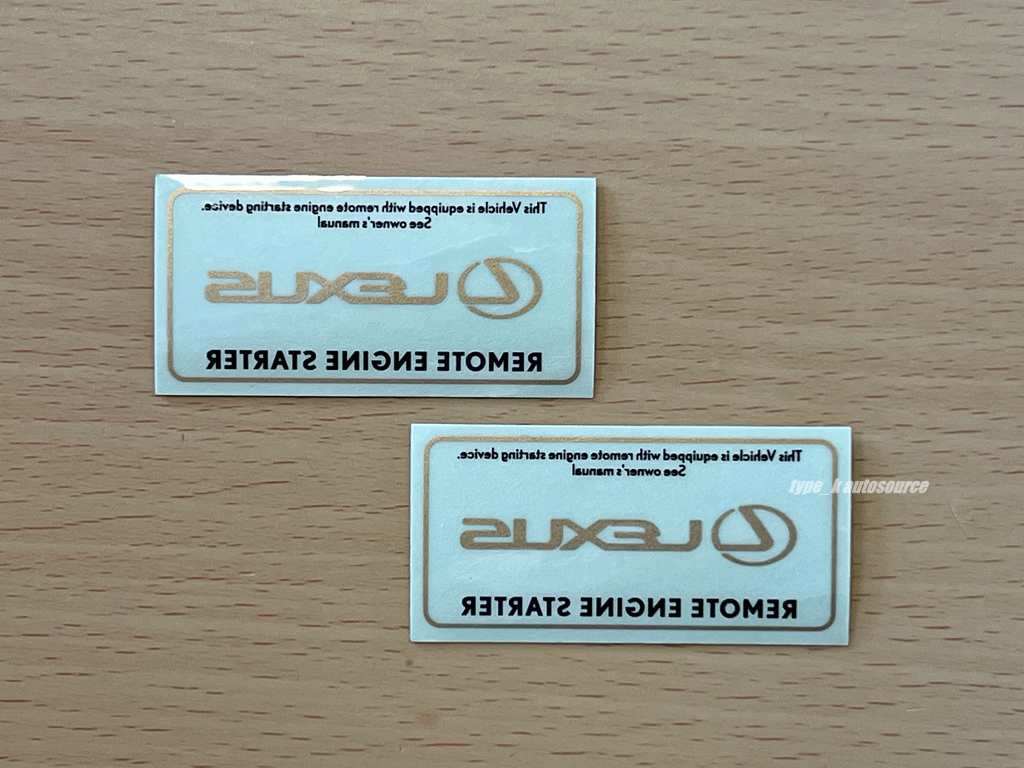 This Vehicle is equipped with remote engine starting device.
See owner's manual
LEXUS
REMOTE ENGINE STARTER
This Vehicle is equipped with remote engine starting device.
See owner's manual
type_k autosource
LEXUS
REMOTE ENGINE STARTER